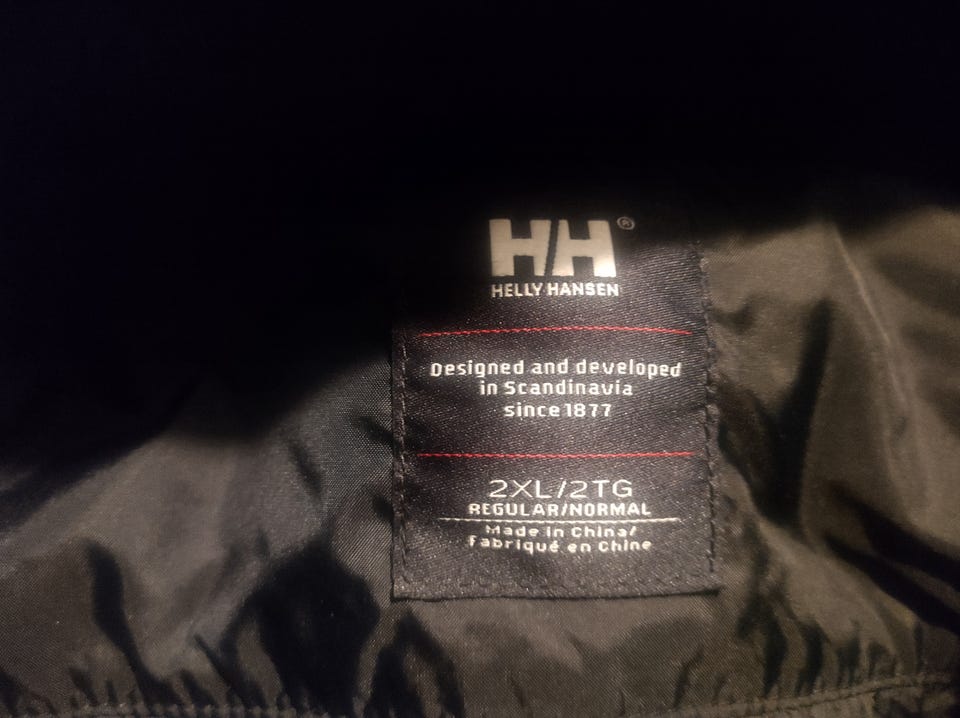 HH®
HELLY HANSEN
Designed and developed
in Scandinavia
since 1877
2XL/2TG
REGULAR/NORMAL
Made in China/
Fabriqué en Chine